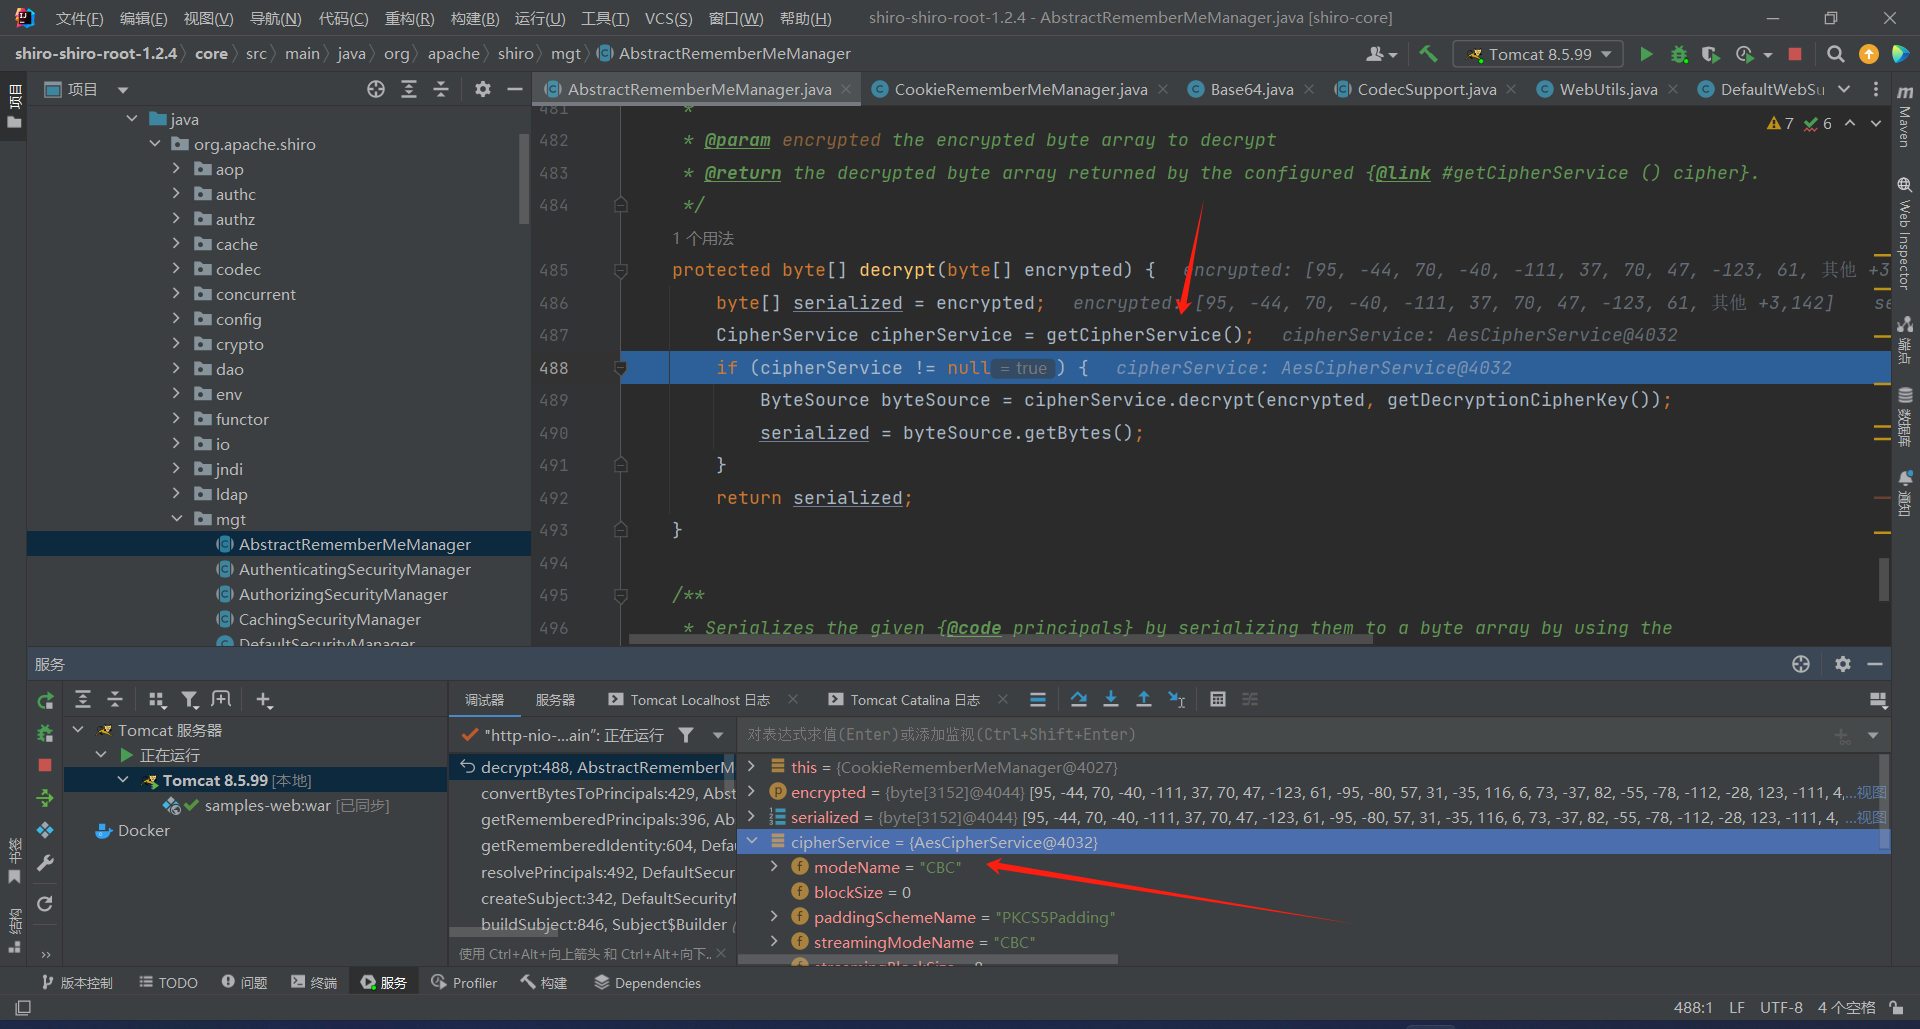 文件(F) 编辑(E) 视图(V) 导航(N) 代码(C) 重构(R) 构建(B) 运行(U) 工具(T) VCS(S) 窗口(W) 帮助(H) shiro-shiro-root-1.2.4 - AbstractRememberMeManager.java [shiro-core]
shiro-shiro-root-1.2.4 core src main java org apache shiro mgt AbstractRememberMeManager Tomcat 8.5.99
项目
项目
AbstractRememberMeManager.java CookieRememberMeManager.java Base64.java CodecSupport.java WebUtils.java DefaultWebSu
java
org.apache.shiro
aop
authc
authz
cache
codec
concurrent
config
crypto
dao
env
functor
io
jndi
ldap
mgt
AbstractRememberMeManager
AuthenticatingSecurityManager
AuthorizingSecurityManager
CachingSecurityManager
DefaultSecurityManager
7 6
481 *
482 * @param encrypted the encrypted byte array to decrypt
483 * @return the decrypted byte array returned by the configured {@link #getCipherService () cipher}.
484 */
1 个用法
485 protected byte[] decrypt(byte[] encrypted) { encrypted: [95, -44, 70, -40, -111, 37, 70, 47, -123, 61, 其他 +3
486 byte[] serialized = encrypted; encrypted: [95, -44, 70, -40, -111, 37, 70, 47, -123, 61, 其他 +3,142] se
487 CipherService cipherService = getCipherService(); cipherService: AesCipherService@4032
488 if (cipherService != null = true ) { cipherService: AesCipherService@4032
489 ByteSource byteSource = cipherService.decrypt(encrypted, getDecryptionCipherKey());
490 serialized = byteSource.getBytes();
491 }
492 return serialized;
493 }
494
495 /**
496 * Serializes the given {@code principals} by serializing them to a byte array by using the
Maven
Web Inspector
端点
数据库
通知
服务
调试器 服务器 Tomcat Localhost 日志 Tomcat Catalina 日志
Tomcat 服务器
正在运行
Tomcat 8.5.99 [本地]
samples-web:war [已同步]
Docker
"http-nio-...ain": 正在运行
decrypt:488, AbstractRememberM
convertBytesToPrincipals:429, Abst
getRememberedPrincipals:396, Ab
getRememberedIdentity:604, Defau
resolvePrincipals:492, DefaultSecur
createSubject:342, DefaultSecurityM
buildSubject:846, Subject$Builder
使用 Ctrl+Alt+向上箭头 和 Ctrl+Alt+向下..
对表达式求值(Enter)或添加监视(Ctrl+Shift+Enter)
this = {CookieRememberMeManager@4027}
encrypted = {byte[3152]@4044} [95, -44, 70, -40, -111, 37, 70, 47, -123, 61, -95, -80, 57, 31, -35, 116, 6, 73, -37, 82, -55, -78, -112, -28, 123, -111, 4,...视图
serialized = {byte[3152]@4044} [95, -44, 70, -40, -111, 37, 70, 47, -123, 61, -95, -80, 57, 31, -35, 116, 6, 73, -37, 82, -55, -78, -112, -28, 123, -111, 4, ...视图
cipherService = {AesCipherService@4032}
modeName = "CBC"
blockSize = 0
paddingSchemeName = "PKCS5Padding"
streamingModeName = "CBC"
streamingBlockSize = 8
书签
结构
版本控制 TODO 问题 终端 服务 Profiler 构建 Dependencies
488:1 LF UTF-8 4 个空格